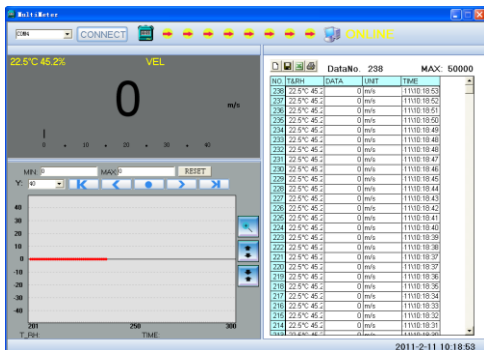 MultiMeter
COM4 CONNECT ONLINE
22.5°C 45.2% VEL
0 m/s
0 . 10 . 20 . 30 . 40
MIN: 0 MAX: 0 RESET
Y: 40
40
30
20
10
0
-10
-20
-30
-40
201 250 300
T_RH: TIME:
DataNo. 238 MAX: 50000
NO. T&RH DATA UNIT TIME
238 22.5°C 45.2 0 m/s 11\10:18:53
237 22.5°C 45.2 0 m/s 11\10:18:52
236 22.5°C 45.2 0 m/s 11\10:18:51
235 22.5°C 45.2 0 m/s 11\10:18:50
234 22.5°C 45.2 0 m/s 11\10:18:49
233 22.5°C 45.2 0 m/s 11\10:18:48
232 22.5°C 45.2 0 m/s 11\10:18:48
231 22.5°C 45.2 0 m/s 11\10:18:47
230 22.5°C 45.2 0 m/s 11\10:18:46
229 22.5°C 45.2 0 m/s 11\10:18:45
228 22.5°C 45.2 0 m/s 11\10:18:44
227 22.5°C 45.2 0 m/s 11\10:18:43
226 22.5°C 45.2 0 m/s 11\10:18:42
225 22.5°C 45.2 0 m/s 11\10:18:41
224 22.5°C 45.2 0 m/s 11\10:18:40
223 22.5°C 45.2 0 m/s 11\10:18:39
222 22.5°C 45.2 0 m/s 11\10:18:38
221 22.5°C 45.2 0 m/s 11\10:18:37
220 22.5°C 45.2 0 m/s 11\10:18:37
219 22.5°C 45.2 0 m/s 11\10:18:36
218 22.5°C 45.2 0 m/s 11\10:18:35
217 22.5°C 45.2 0 m/s 11\10:18:34
216 22.5°C 45.2 0 m/s 11\10:18:33
215 22.5°C 45.2 0 m/s 11\10:18:32
214 22.5°C 45.2 0 m/s 11\10:18:31
2011-2-11 10:18:53